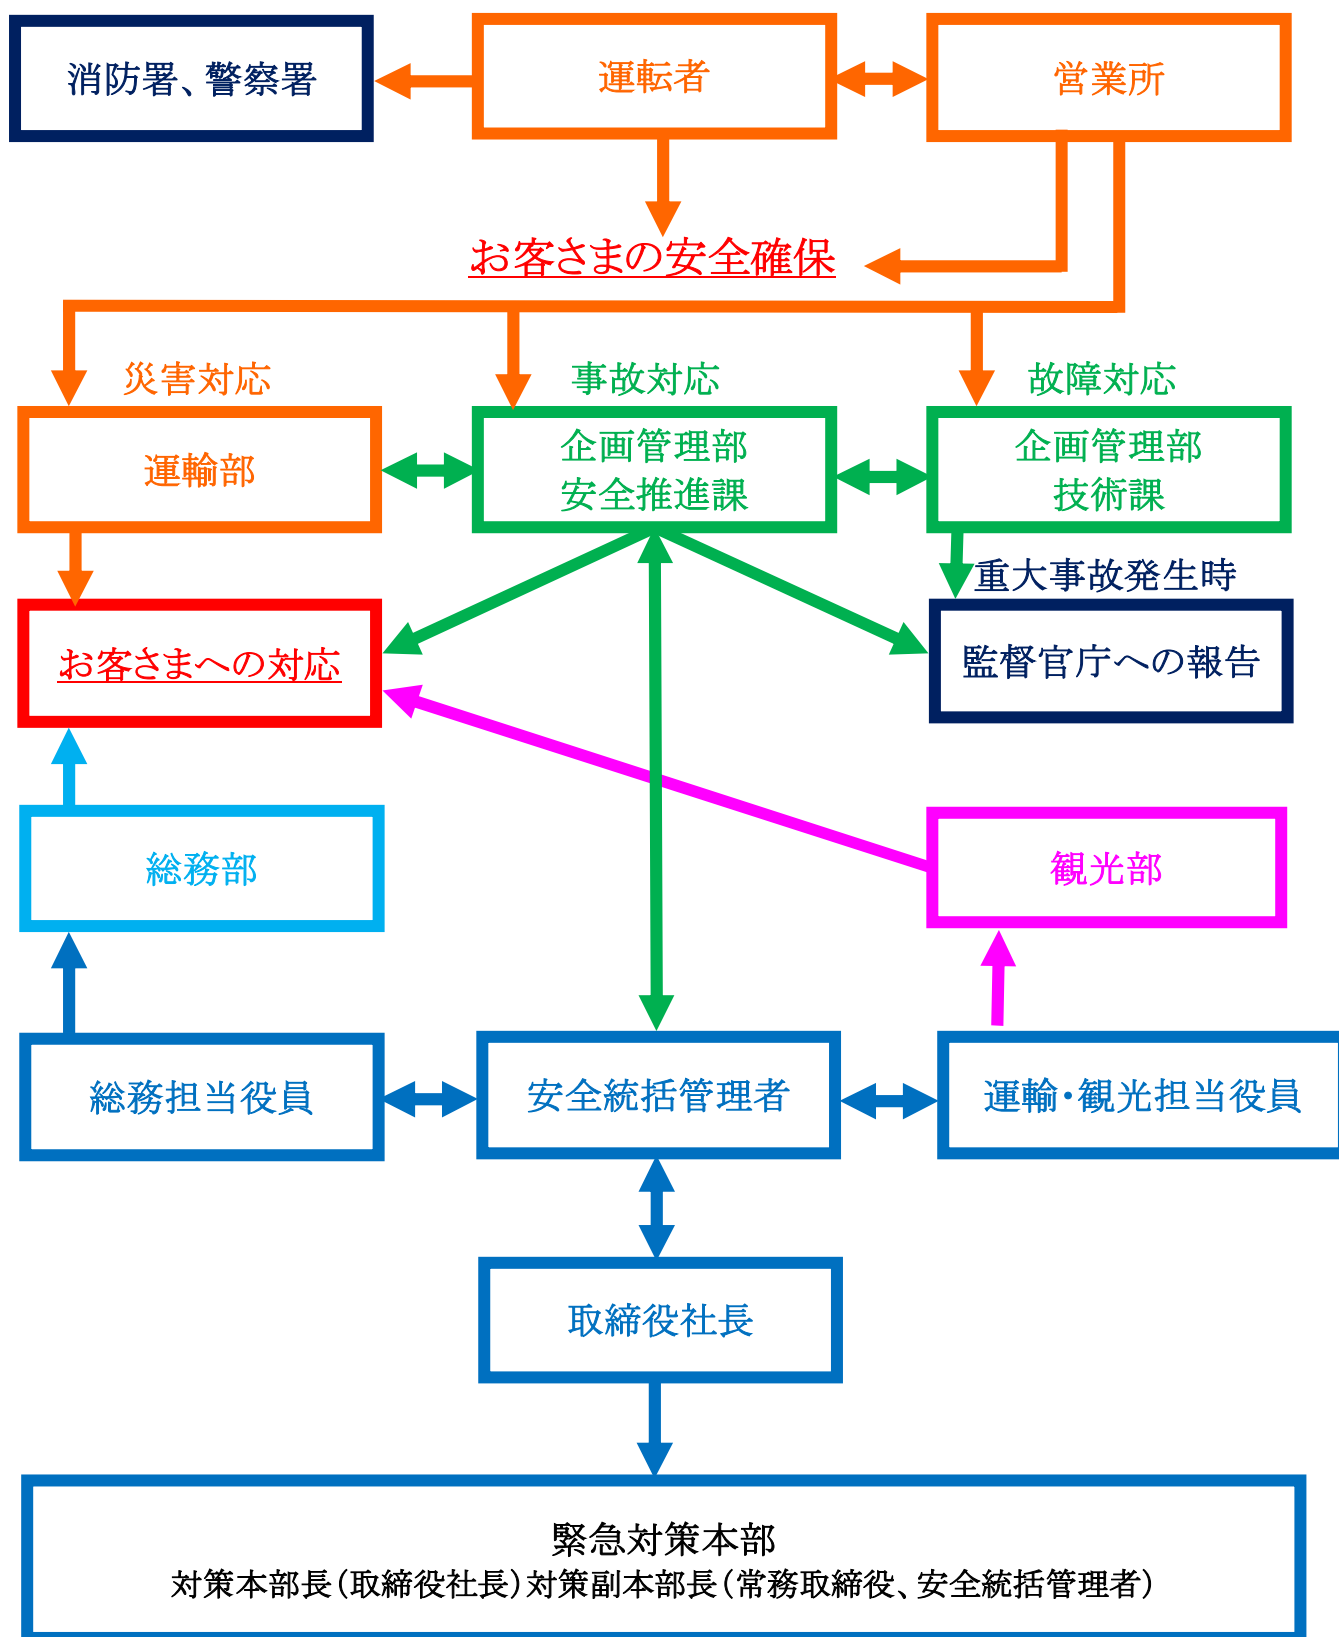 消防署、警察署
運転者
営業所
お客さまの安全確保
災害対応
事故対応
故障対応
運輸部
企画管理部
安全推進課
企画管理部
技術課
重大事故発生時
お客さまへの対応
監督官庁への報告
総務部
観光部
総務担当役員
安全統括管理者
運輸・観光担当役員
取締役社長
緊急対策本部
対策本部長（取締役社長）対策副本部長（常務取締役、安全統括管理者）